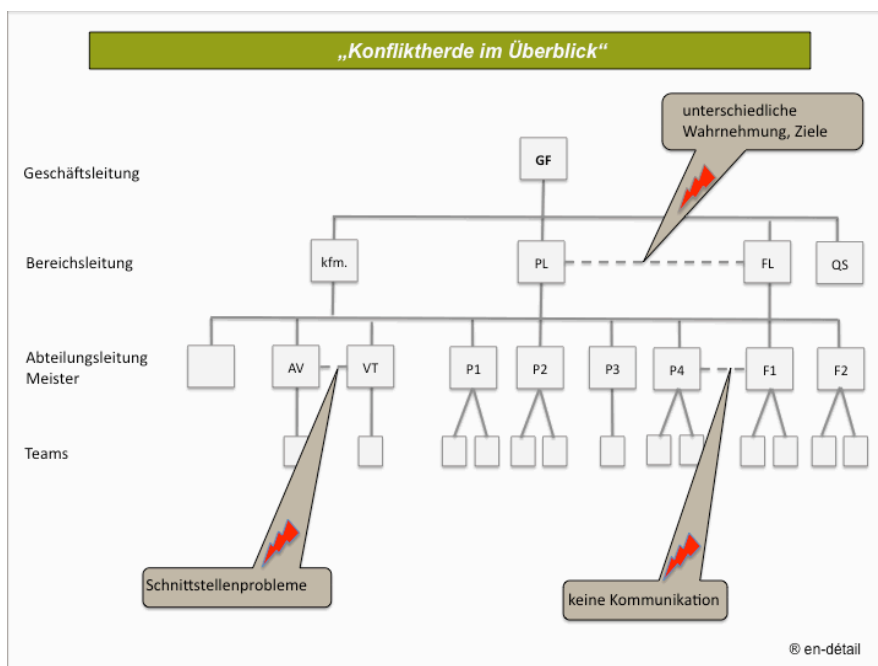 „Konfliktherde im Überblick“
unterschiedliche
Wahrnehmung, Ziele
Geschäftsleitung
GF
Bereichsleitung
kfm.
PL
FL
QS
Abteilungsleitung
Meister
AV
VT
P1
P2
P3
P4
F1
F2
Teams
Schnittstellenprobleme
keine Kommunikation
® en-détail